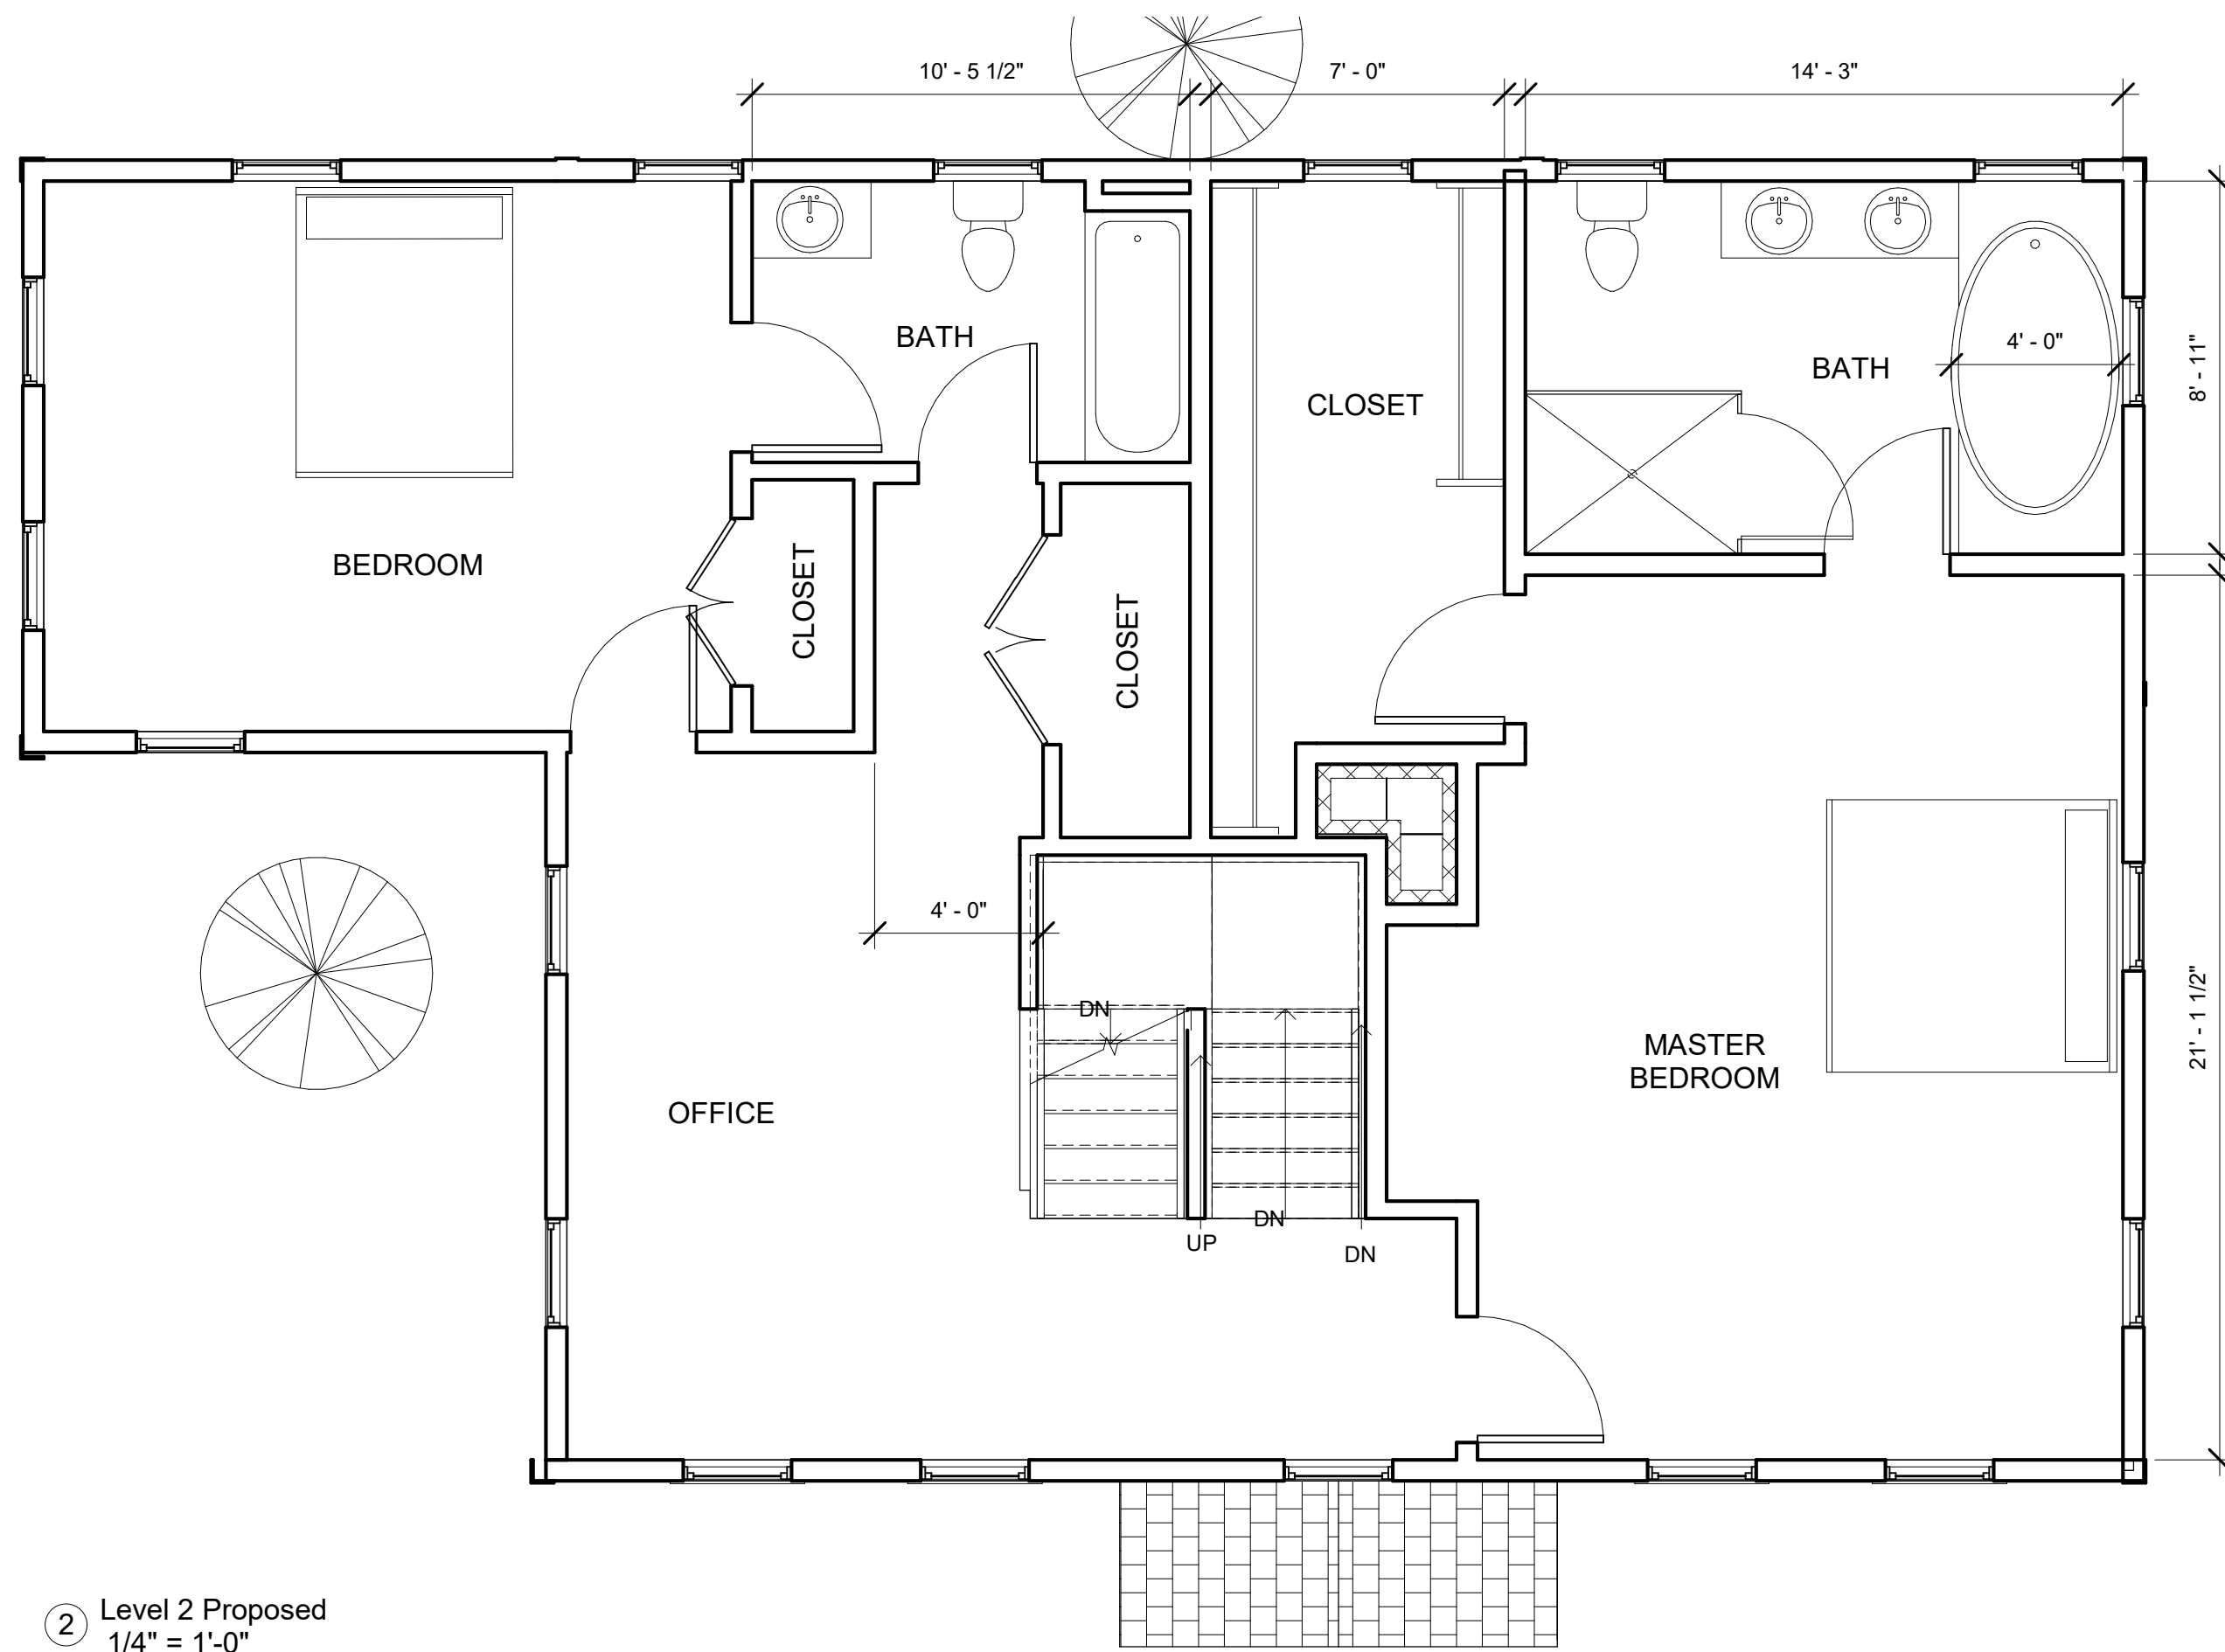 10' - 5 1/2"
7' - 0"
14' - 3"
BATH
4' - 0"
8' - 11"
BATH
CLOSET
BEDROOM
CLOSET
CLOSET
4' - 0"
DN
MASTER
BEDROOM
21' - 1 1/2"
OFFICE
DN
UP
DN
2
Level 2 Proposed
1/4" = 1'-0"